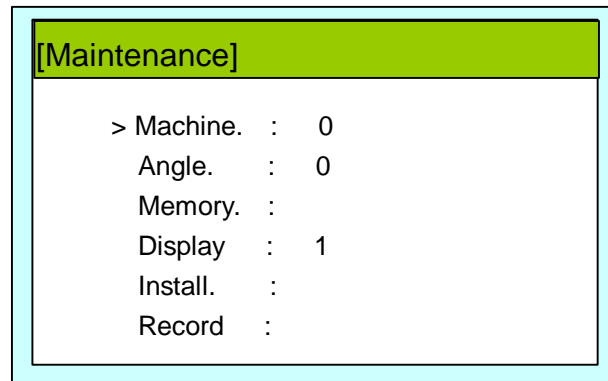 [Maintenance]
> Machine. : 0
Angle. : 0
Memory. :
Display : 1
Install. :
Record :